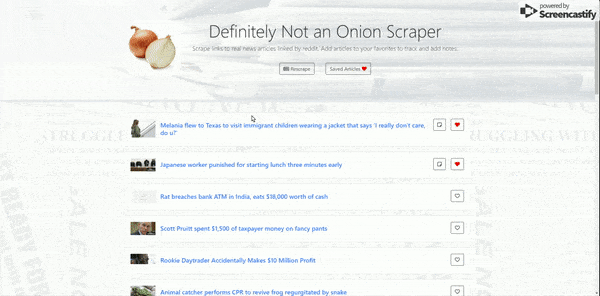 powered by
Screencastify
Definitely Not an Onion Scraper
Scrape links to real news articles linked by reddit. Add articles to your favorites to track and add notes.
Rescrape
Saved Articles
Melania flew to Texas to visit immigrant children wearing a jacket that says 'I really don't care,
do u?'
Japanese worker punished for starting lunch three minutes early
Rat breaches bank ATM in India, eats $18,000 worth of cash
Scott Pruitt spent $1,500 of taxpayer money on fancy pants
Rookie Daytrader Accidentally Makes $10 Million Profit
Animal catcher performs CPR to revive frog regurgitated by snake